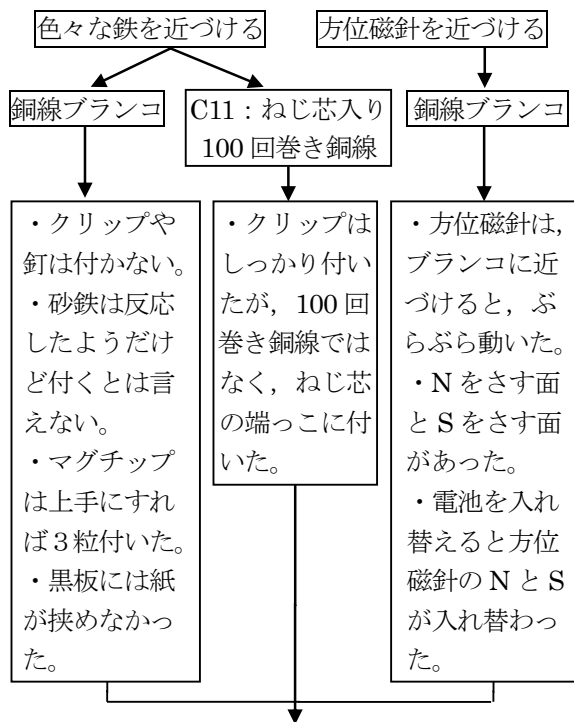 色々な鉄を近づける
方位磁針を近づける
銅線ブランコ
C11:ねじ芯入り
100 回巻き銅線
銅線ブランコ
・クリップや
釘は付かない。
・砂鉄は反応
したようだけ
ど付くとは言
えない。
・マグチップ
は上手にすれ
ば3粒付いた。
・黒板には紙
が挟めなかっ
た。
・クリップは
しっかり付い
たが，100 回
巻き銅線では
なく，ねじ芯
の端っこに付
いた。
・方位磁針は，
ブランコに近
づけると，ぶ
らぶら動いた。
・N をさす面
と S をさす面
があった。
・電池を入れ
替えると方位
磁針の N と S
が入れ替わっ
た。